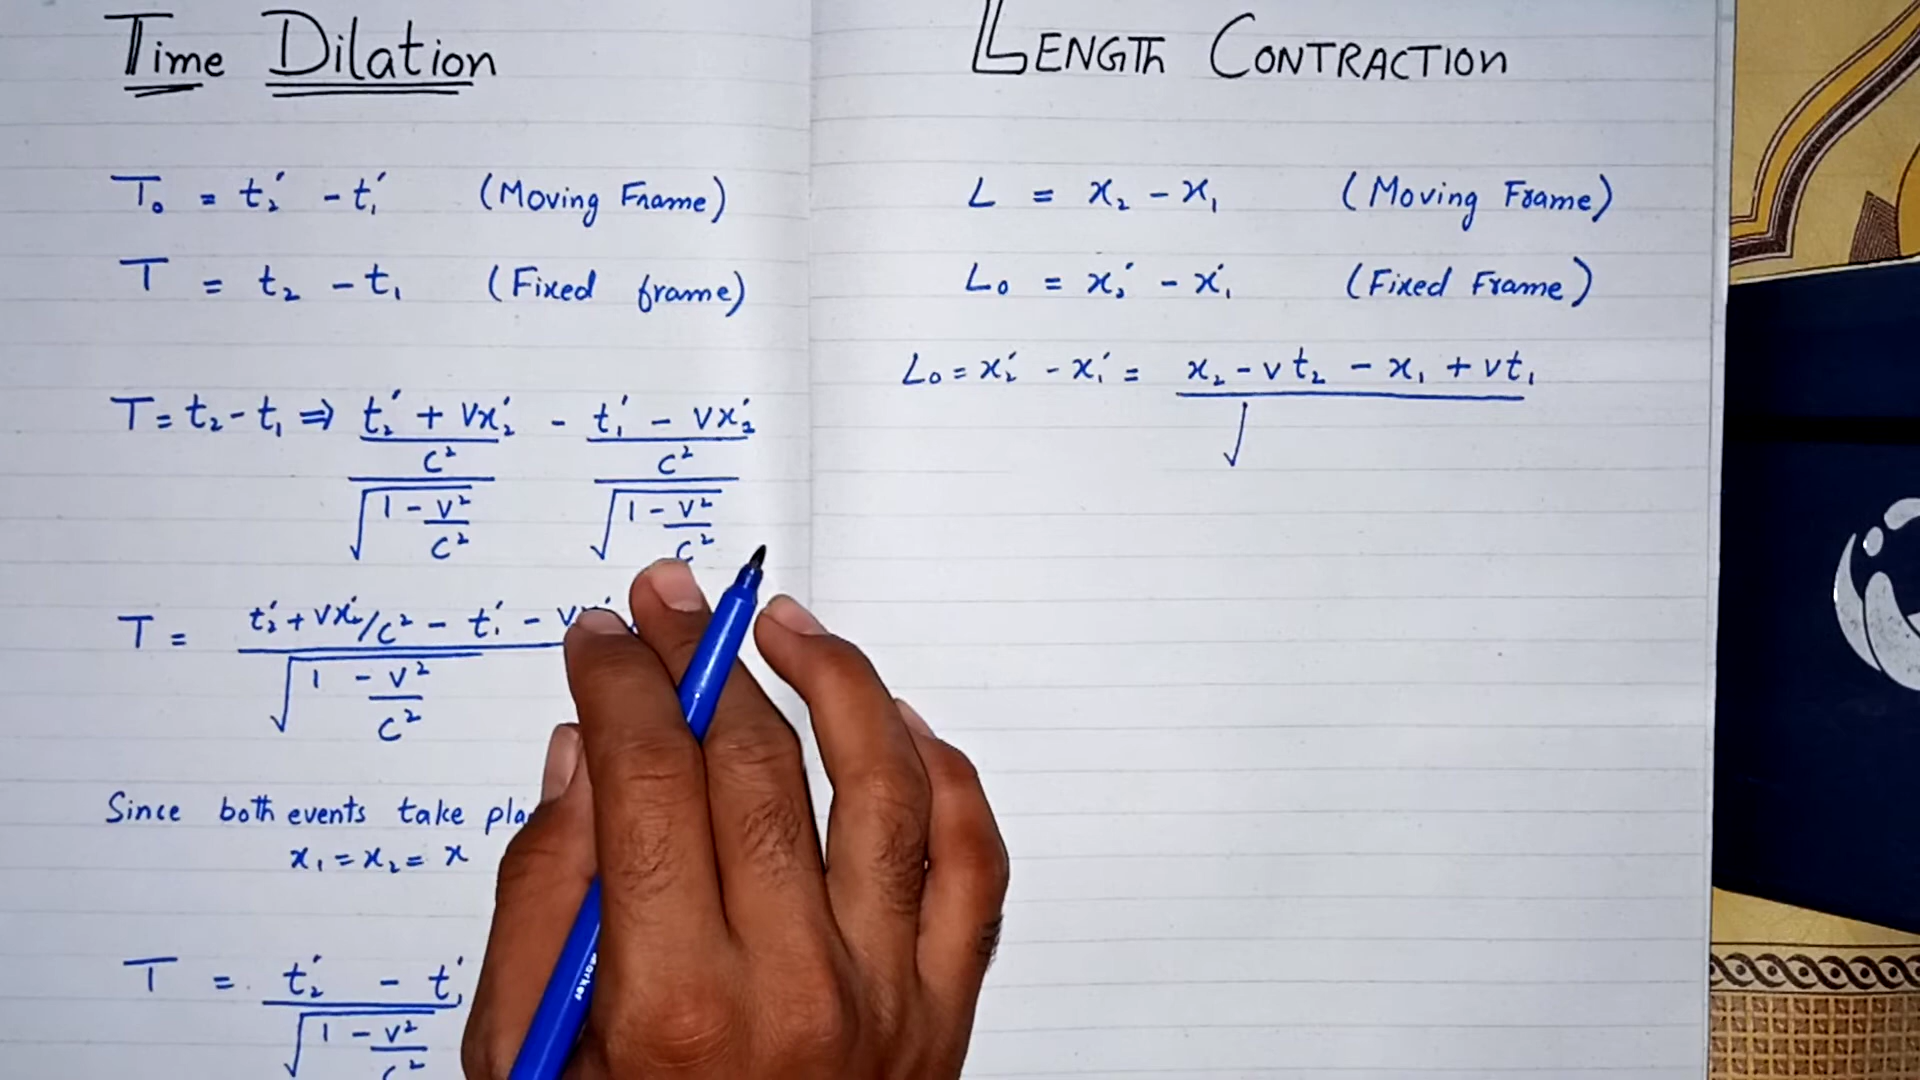 Time Dilation
T₀ = t₂′ - t₁′ (Moving Frame)
T = t₂ - t₁ (Fixed frame)
T = t₂ - t₁ ⇒ (t₂′ + Vx₂′/C²)/√(1 - V²/C²) - (t₁′ - Vx₂′/C²)/√(1 - V²/C²)
T = (t₂′ + Vx₂′/C² - t₁′ - V)/√(1 - V²/C²)
Since both events take
x₁ = x₂ = x
T = (t₂′ - t₁′)/√(1 - V²/C²)
LENGTH CONTRACTION
L = x₂ - x₁ (Moving Frame)
L₀ = x₂′ - x₁′ (Fixed Frame)
L₀ = x₂′ - x₁′ = (x₂ - vt₂ - x₁ + vt₁)/√
marker